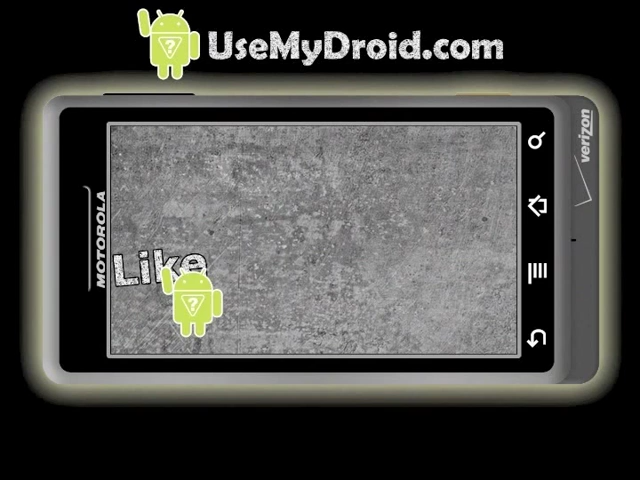 UseMyDroid.com
verizon
MOTOROLA
Like
?
?